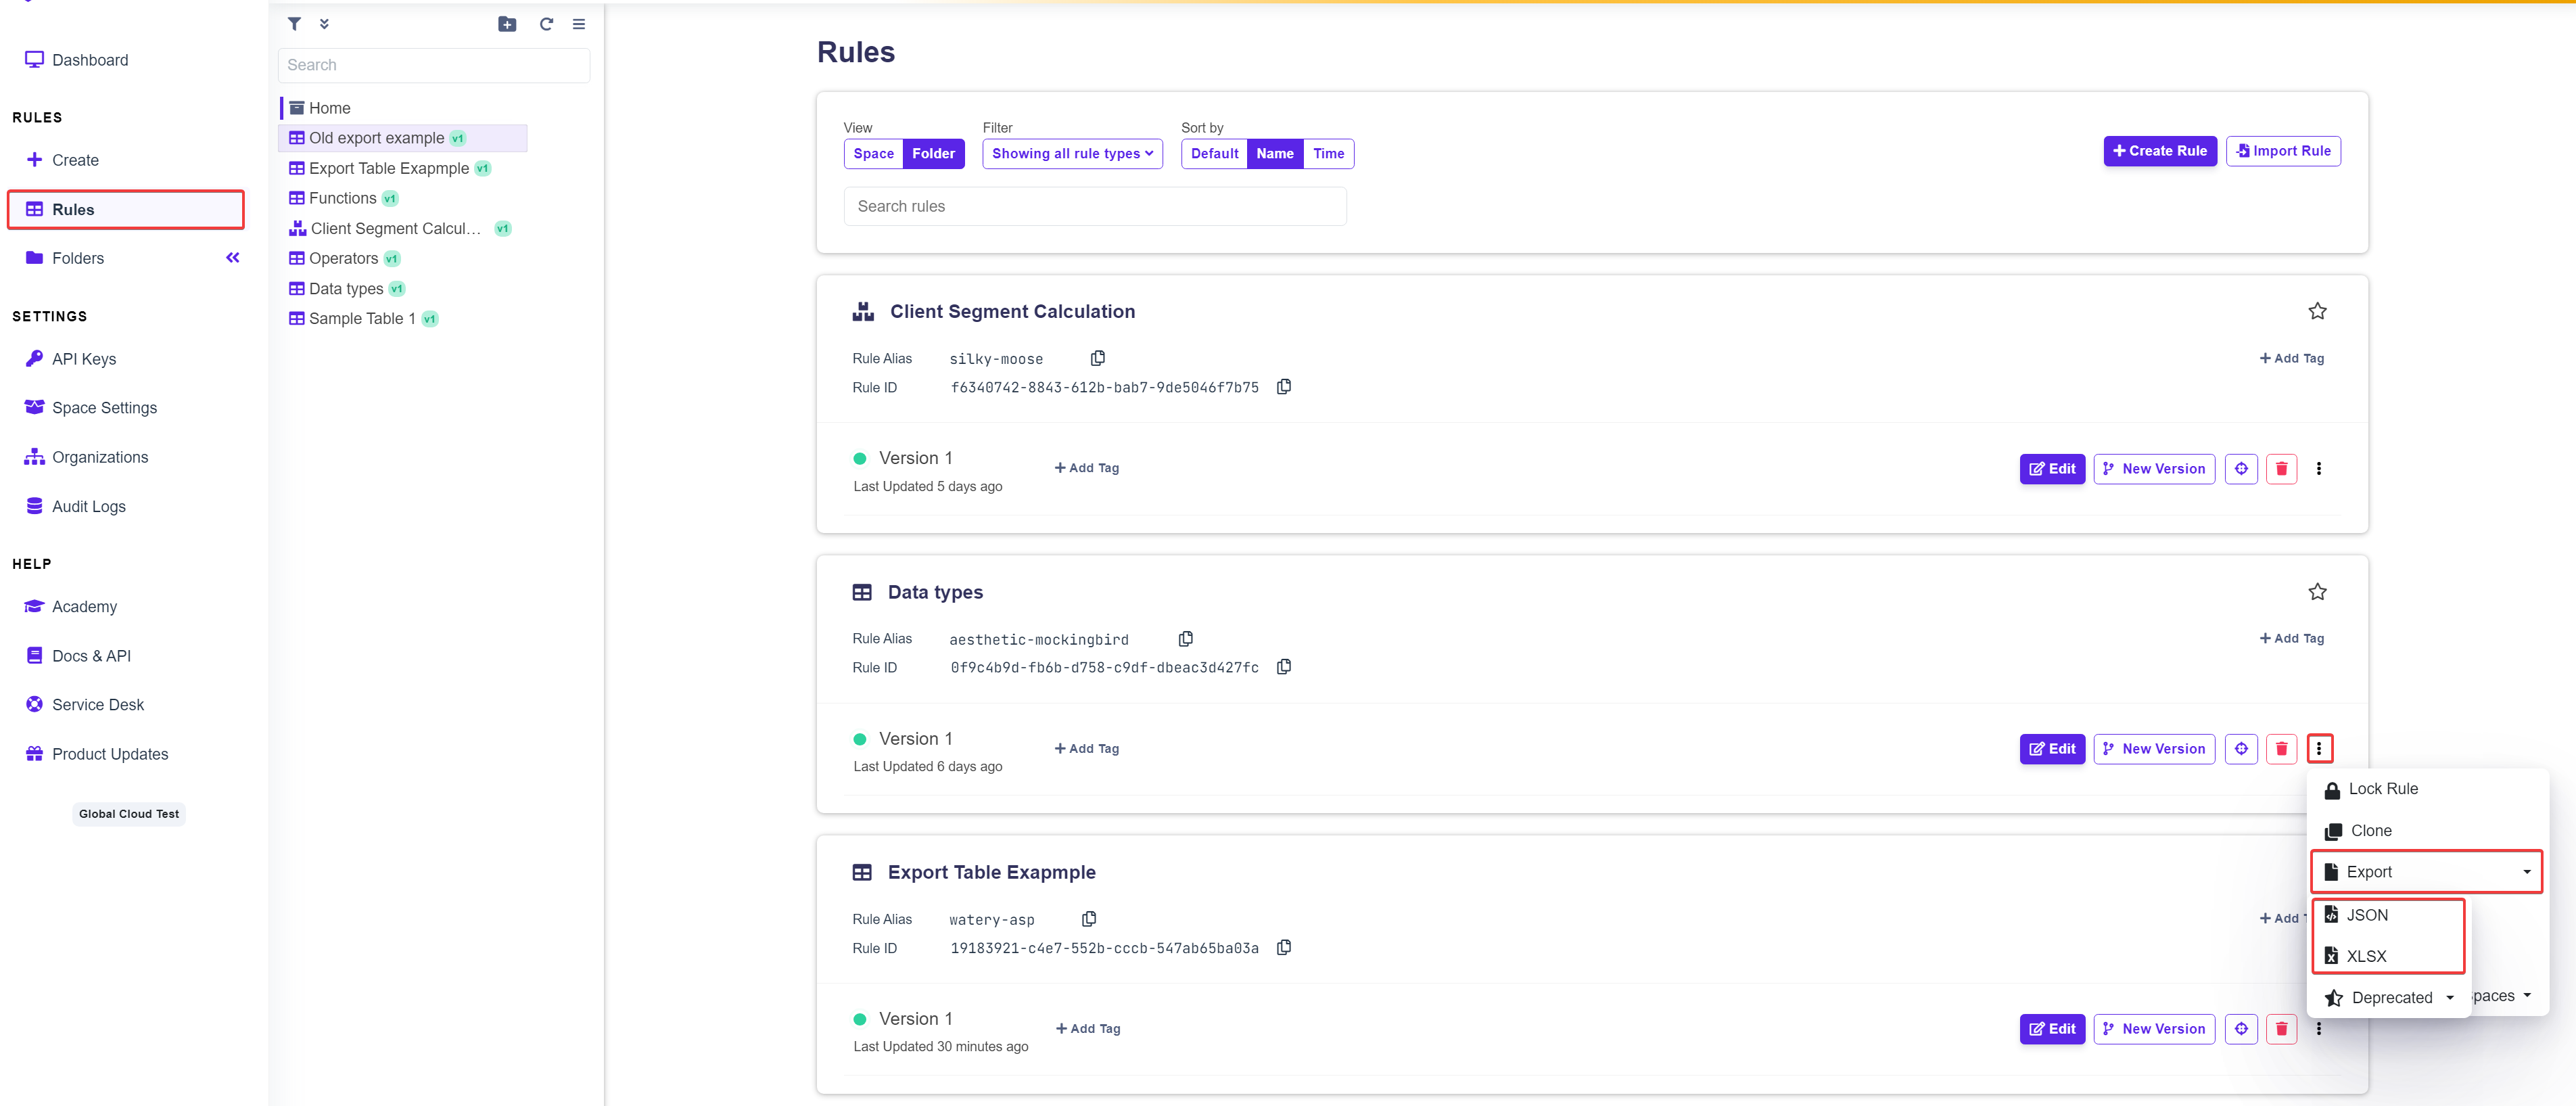 Dashboard
RULES
Create
Rules
Folders
SETTINGS
API Keys
Space Settings
Organizations
Audit Logs
HELP
Academy
Docs & API
Service Desk
Product Updates
Global Cloud Test
Search
Home
Old export example v1
Export Table Exapmple v1
Functions v1
Client Segment Calcul... v1
Operators v1
Data types v1
Sample Table 1 v1
Rules
View
Space Folder
Filter
Showing all rule types
Sort by
Default Name Time
Create Rule
Import Rule
Search rules
Client Segment Calculation
Rule Alias silky-moose
Add Tag
Rule ID f6340742-8843-612b-bab7-9de5046f7b75
Version 1
Add Tag
Last Updated 5 days ago
Edit
New Version
Data types
Rule Alias aesthetic-mockingbird
Add Tag
Rule ID 0f9c4b9d-fb6b-d758-c9df-dbeac3d427fc
Version 1
Add Tag
Last Updated 6 days ago
Edit
New Version
Lock Rule
Clone
Export
JSON
XLSX
Deprecated
Export Table Exapmple
Rule Alias watery-asp
Add
Rule ID 19183921-c4e7-552b-cccb-547ab65ba03a
Version 1
Add Tag
Last Updated 30 minutes ago
Edit
New Version